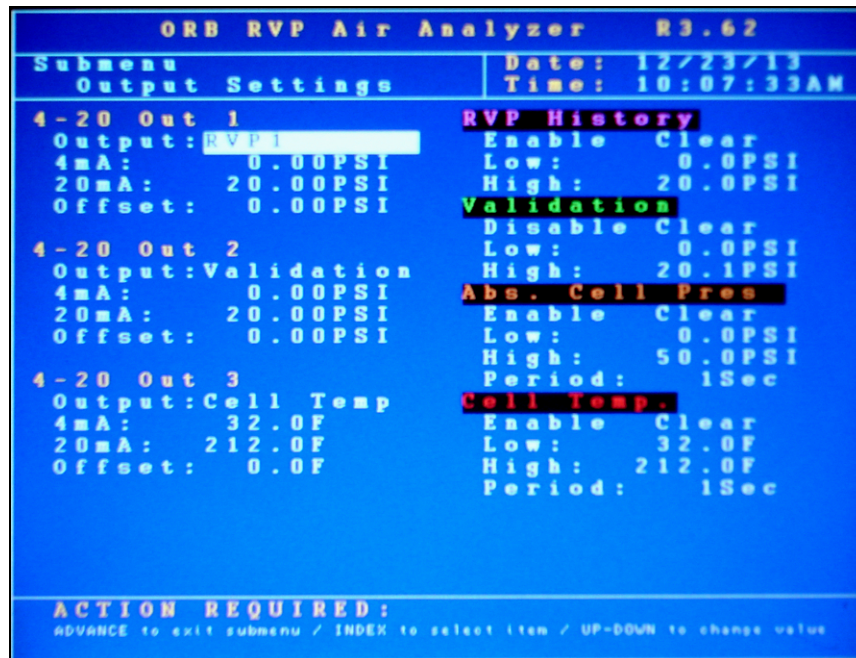 ORB RVP Air Analyzer R3.62
Submenu
Output Settings
Date: 12/23/13
Time: 10:07:33AM
4-20 Out 1
Output:RVP1
4mA: 0.00PSI
20mA: 20.00PSI
Offset: 0.00PSI
4-20 Out 2
Output:Validation
4mA: 0.00PSI
20mA: 20.00PSI
Offset: 0.00PSI
4-20 Out 3
Output:Cell Temp
4mA: 32.0F
20mA: 212.0F
Offset: 0.0F
RVP History
Enable Clear
Low: 0.0PSI
High: 20.0PSI
Validation
Disable Clear
Low: 0.0PSI
High: 20.1PSI
Abs. Cell Pres
Enable Clear
Low: 0.0PSI
High: 50.0PSI
Period: 1Sec
Cell Temp.
Enable Clear
Low: 32.0F
High: 212.0F
Period: 1Sec
ACTION REQUIRED:
ADVANCE to exit submenu / INDEX to select item / UP-DOWN to change value